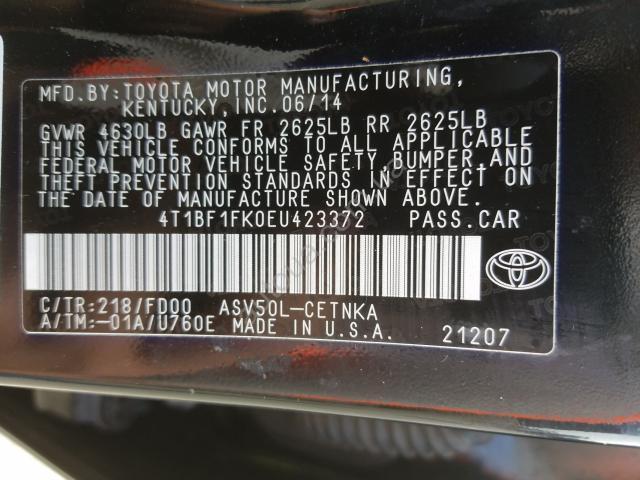 MFD.BY:TOYOTA MOTOR MANUFACTURING,
KENTUCKY, INC. 06/14
GVWR 4630LB GAWR FR 2625LB RR 2625LB
THIS VEHICLE CONFORMS TO ALL APPLICABLE
FEDERAL MOTOR VEHICLE SAFETY, BUMPER, AND
THEFT PREVENTION STANDARDS IN EFFECT ON
THE DATE OF MANUFACTURE SHOWN ABOVE.
4T1BF1FK0EU423372 PASS.CAR
C/TR:218/FD00 ASV50L-CETNKA
A/TM:-01A/U760E MADE IN U.S.A. 21207